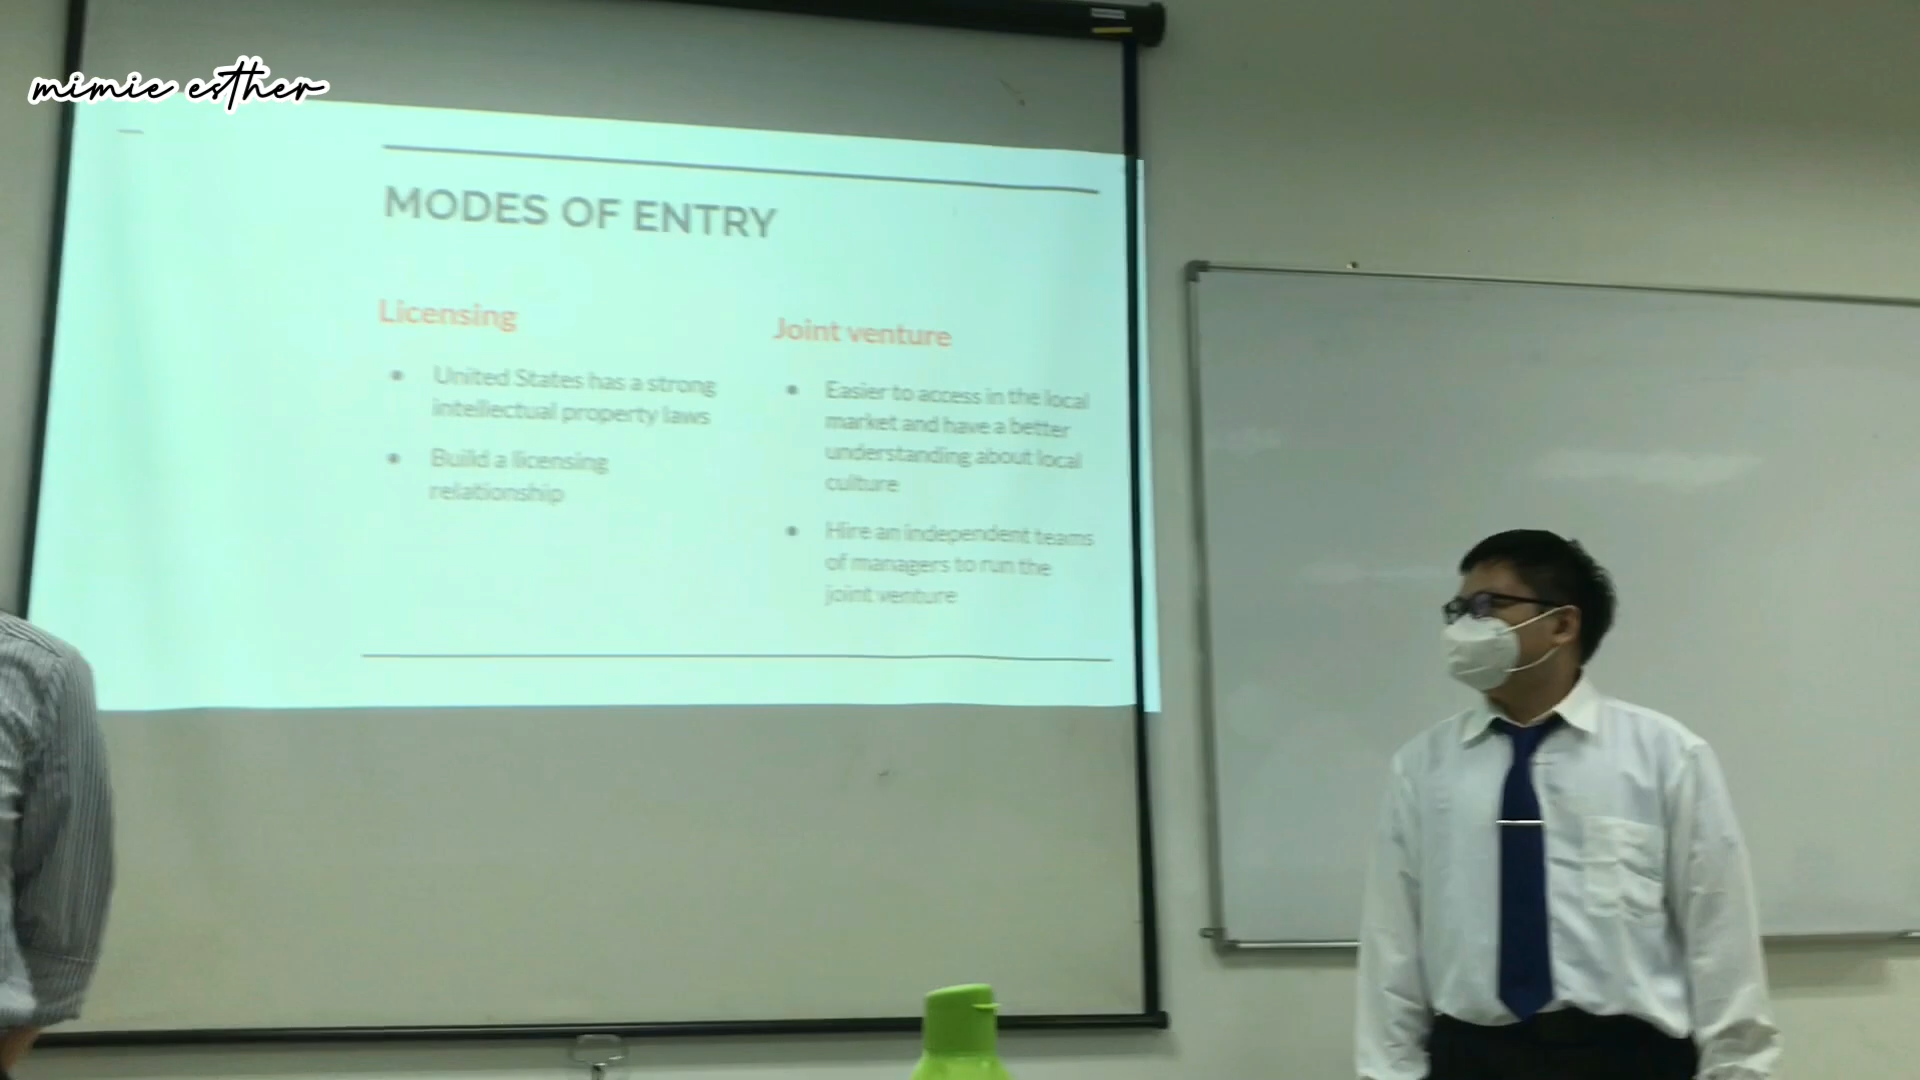 mimie esther
MODES OF ENTRY
Licensing
● United States has a strong
intellectual property laws
● Build a licensing
relationship
Joint venture
● Easier to access in the local
market and have a better
understanding about local
culture
● Hire an independent teams
of managers to run the
joint venture